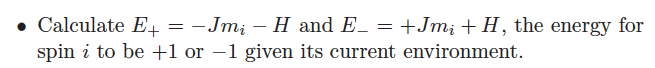 • Calculate E₊ = −Jmᵢ − H and E₋ = +Jmᵢ + H, the energy for
spin i to be +1 or −1 given its current environment.